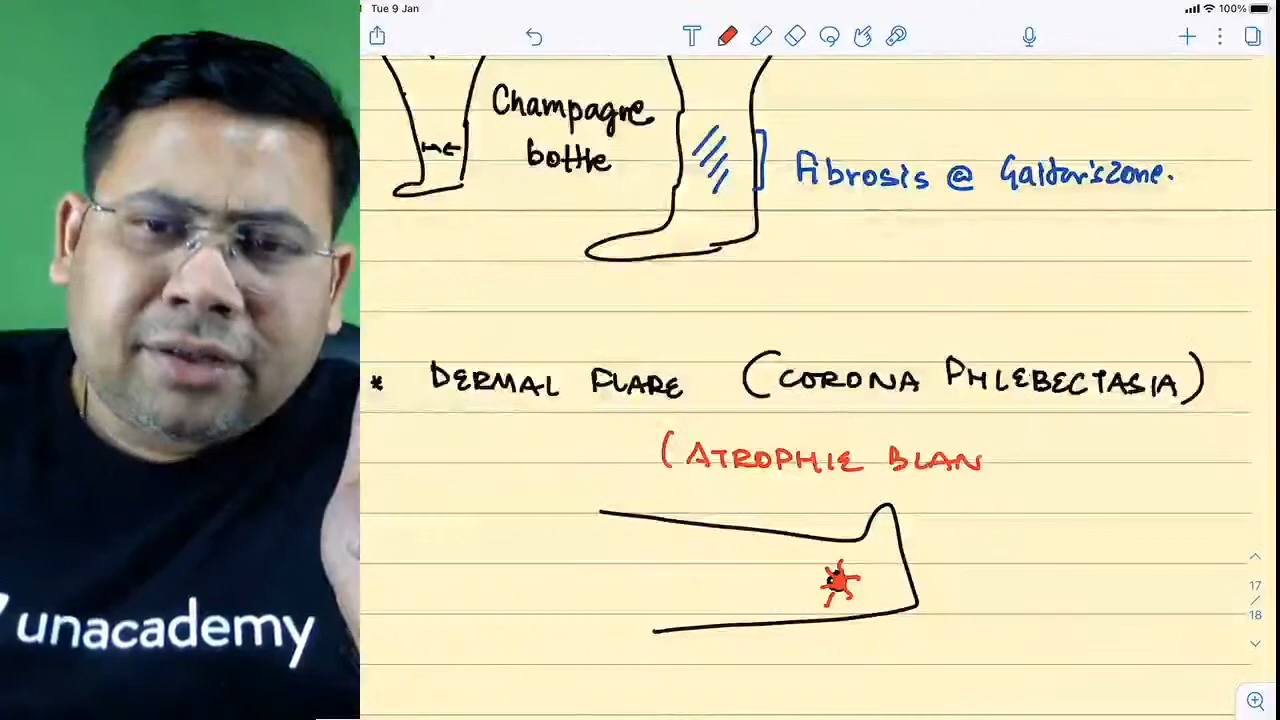 Tue 9 Jan
100%
Champagne
bottle
Fibrosis @ Gaiter's zone.
* DERMAL FLARE (CORONA PHLEBECTASIA)
(ATROPHIE BLAN
unacademy
17
/
18